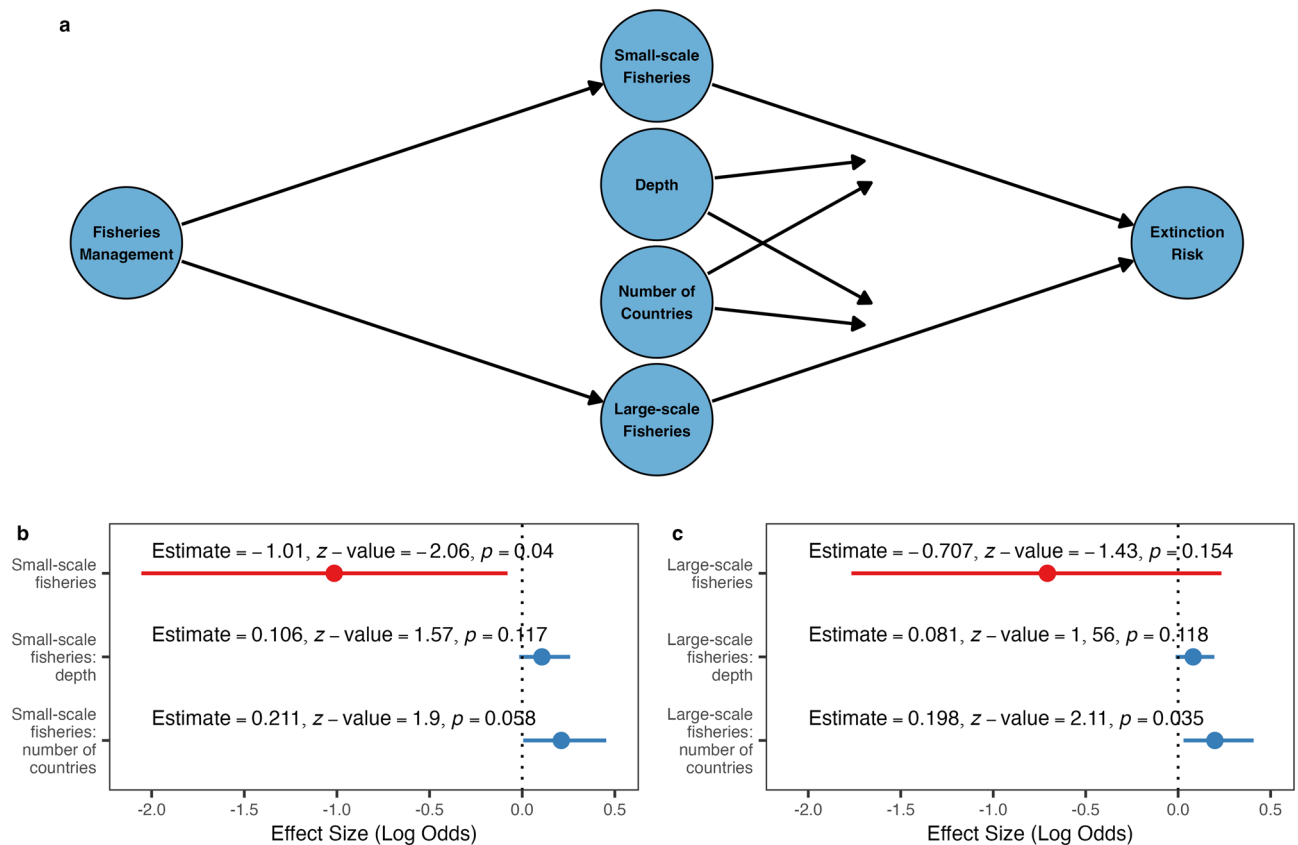 a
Small-scale
Fisheries
Depth
Fisheries
Management
Extinction
Risk
Number of
Countries
Large-scale
Fisheries
b
Small-scale
fisheries
Estimate = −1.01, z − value = −2.06, p = 0.04
Small-scale
fisheries:
depth
Estimate = 0.106, z − value = 1.57, p = 0.117
Small-scale
fisheries:
number of
countries
Estimate = 0.211, z − value = 1.9, p = 0.058
-2.0 -1.5 -1.0 -0.5 0.0 0.5
Effect Size (Log Odds)
c
Large-scale
fisheries
Estimate = −0.707, z − value = −1.43, p = 0.154
Large-scale
fisheries:
depth
Estimate = 0.081, z − value = 1, 56, p = 0.118
Large-scale
fisheries:
number of
countries
Estimate = 0.198, z − value = 2.11, p = 0.035
-2.0 -1.5 -1.0 -0.5 0.0 0.5
Effect Size (Log Odds)